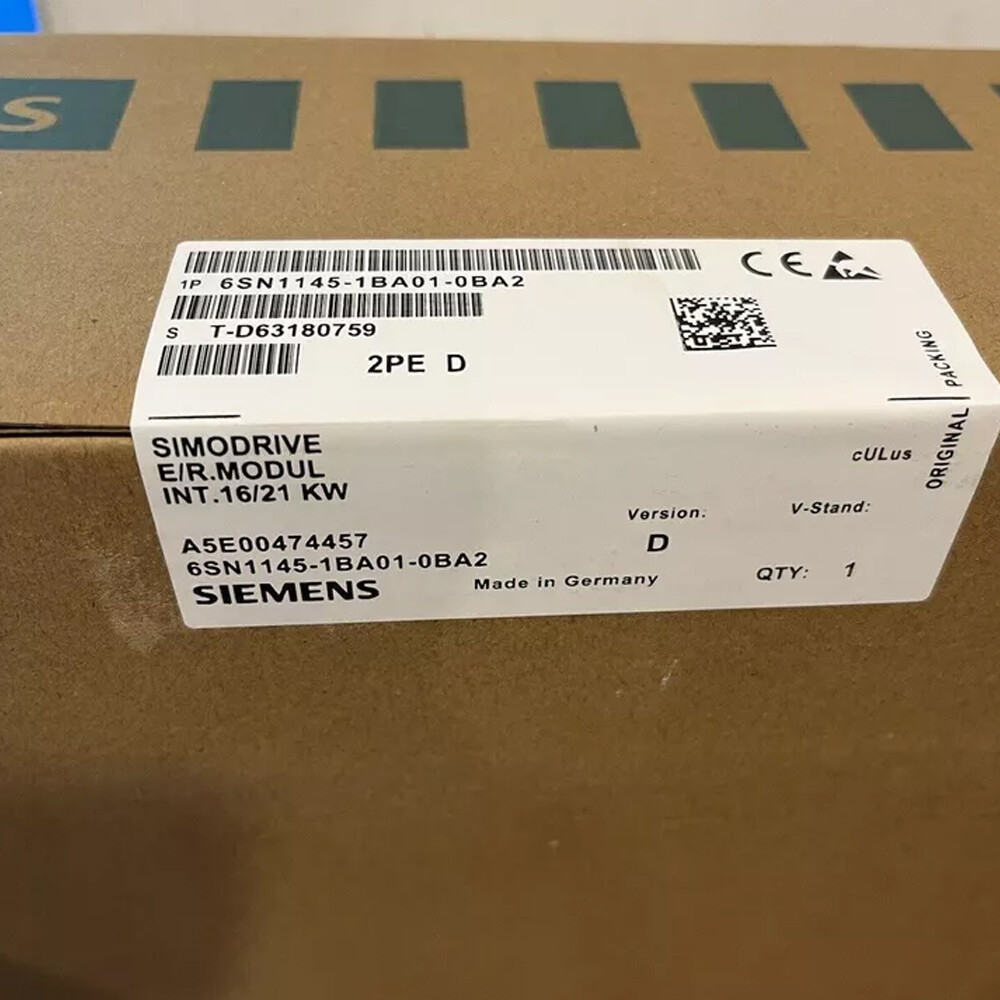 S
1P 6SN1145-1BA01-0BA2
S T-D63180759
2PE D
SIMODRIVE
E/R.MODUL
INT.16/21 KW
cULus
ORIGINAL PACKING
Version:
V-Stand:
A5E00474457
D
6SN1145-1BA01-0BA2
SIEMENS
Made in Germany
QTY: 1
CE